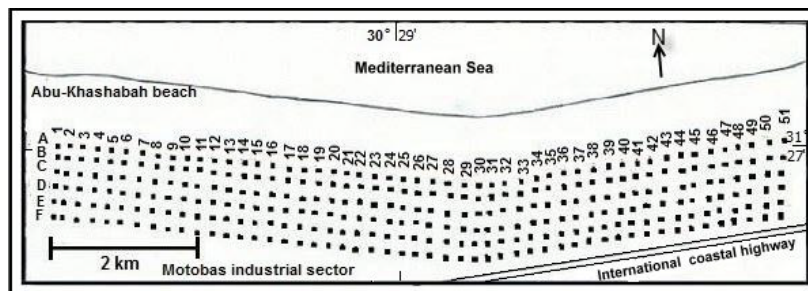 30° 29'
N
Mediterranean Sea
Abu-Khashabah beach
A
B
C
D
E
F
1 2 3 4 5 6 7 8 9 10 11 12 13 14 15 16 17 18 19 20 21 22 23 24 25 26 27 28 29 30 31 32 33 34 35 36 37 38 39 40 41 42 43 44 45 46 47 48 49 50 51
31
27'
2 km
Motobas industrial sector
International coastal highway